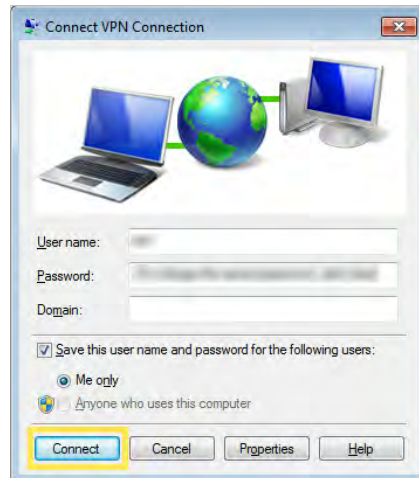 Connect VPN Connection
User name:
Password:
Domain:
Save this user name and password for the following users:
Me only
Anyone who uses this computer
Connect Cancel Properties Help